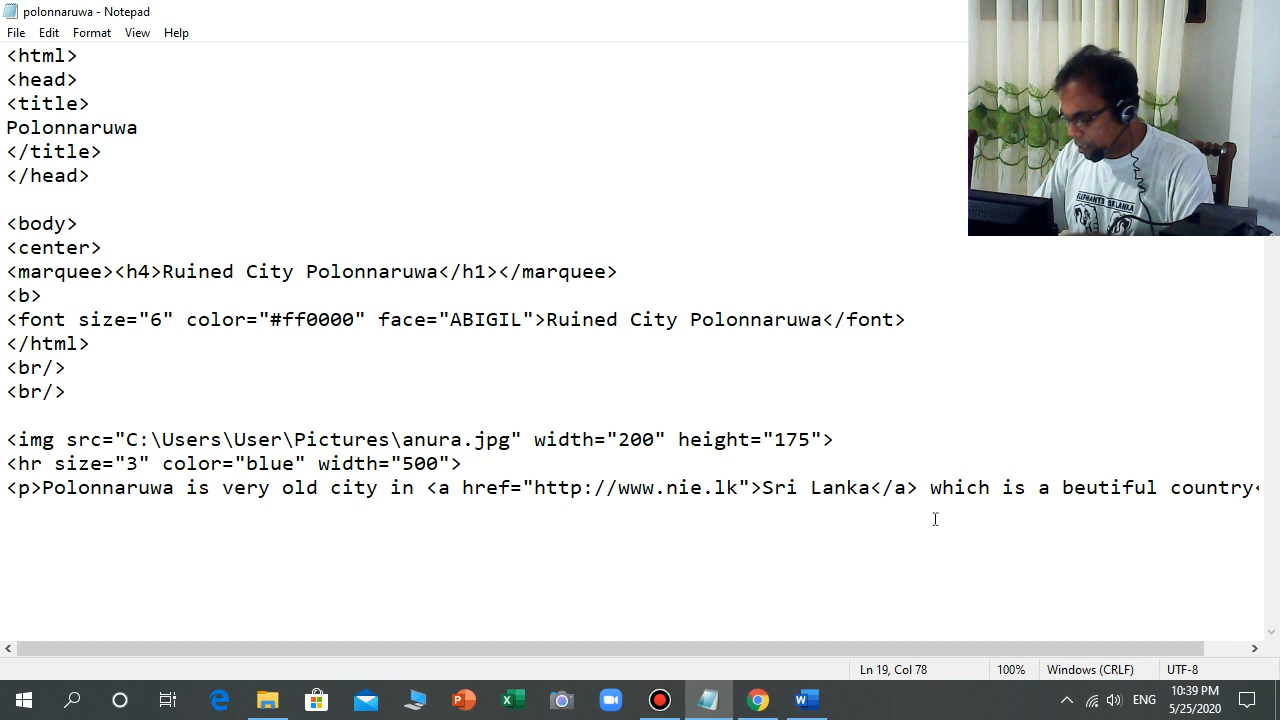 polonnaruwa - Notepad
File Edit Format View Help
<html>
<head>
<title>
Polonnaruwa
</title>
</head>
<body>
<center>
<marquee><h4>Ruined City Polonnaruwa</h1></marquee>
<b>
<font size="6" color="#ff0000" face="ABIGIL">Ruined City Polonnaruwa</font>
</html>
<br/>
<br/>
<img src="C:\Users\User\Pictures\anura.jpg" width="200" height="175">
<hr size="3" color="blue" width="500">
<p>Polonnaruwa is very old city in <a href="http://www.nie.lk">Sri Lanka</a> which is a beutiful country<
ELEPHANTS SRI LANKA
Ln 19, Col 78 100% Windows (CRLF) UTF-8
ENG 10:39 PM
5/25/2020